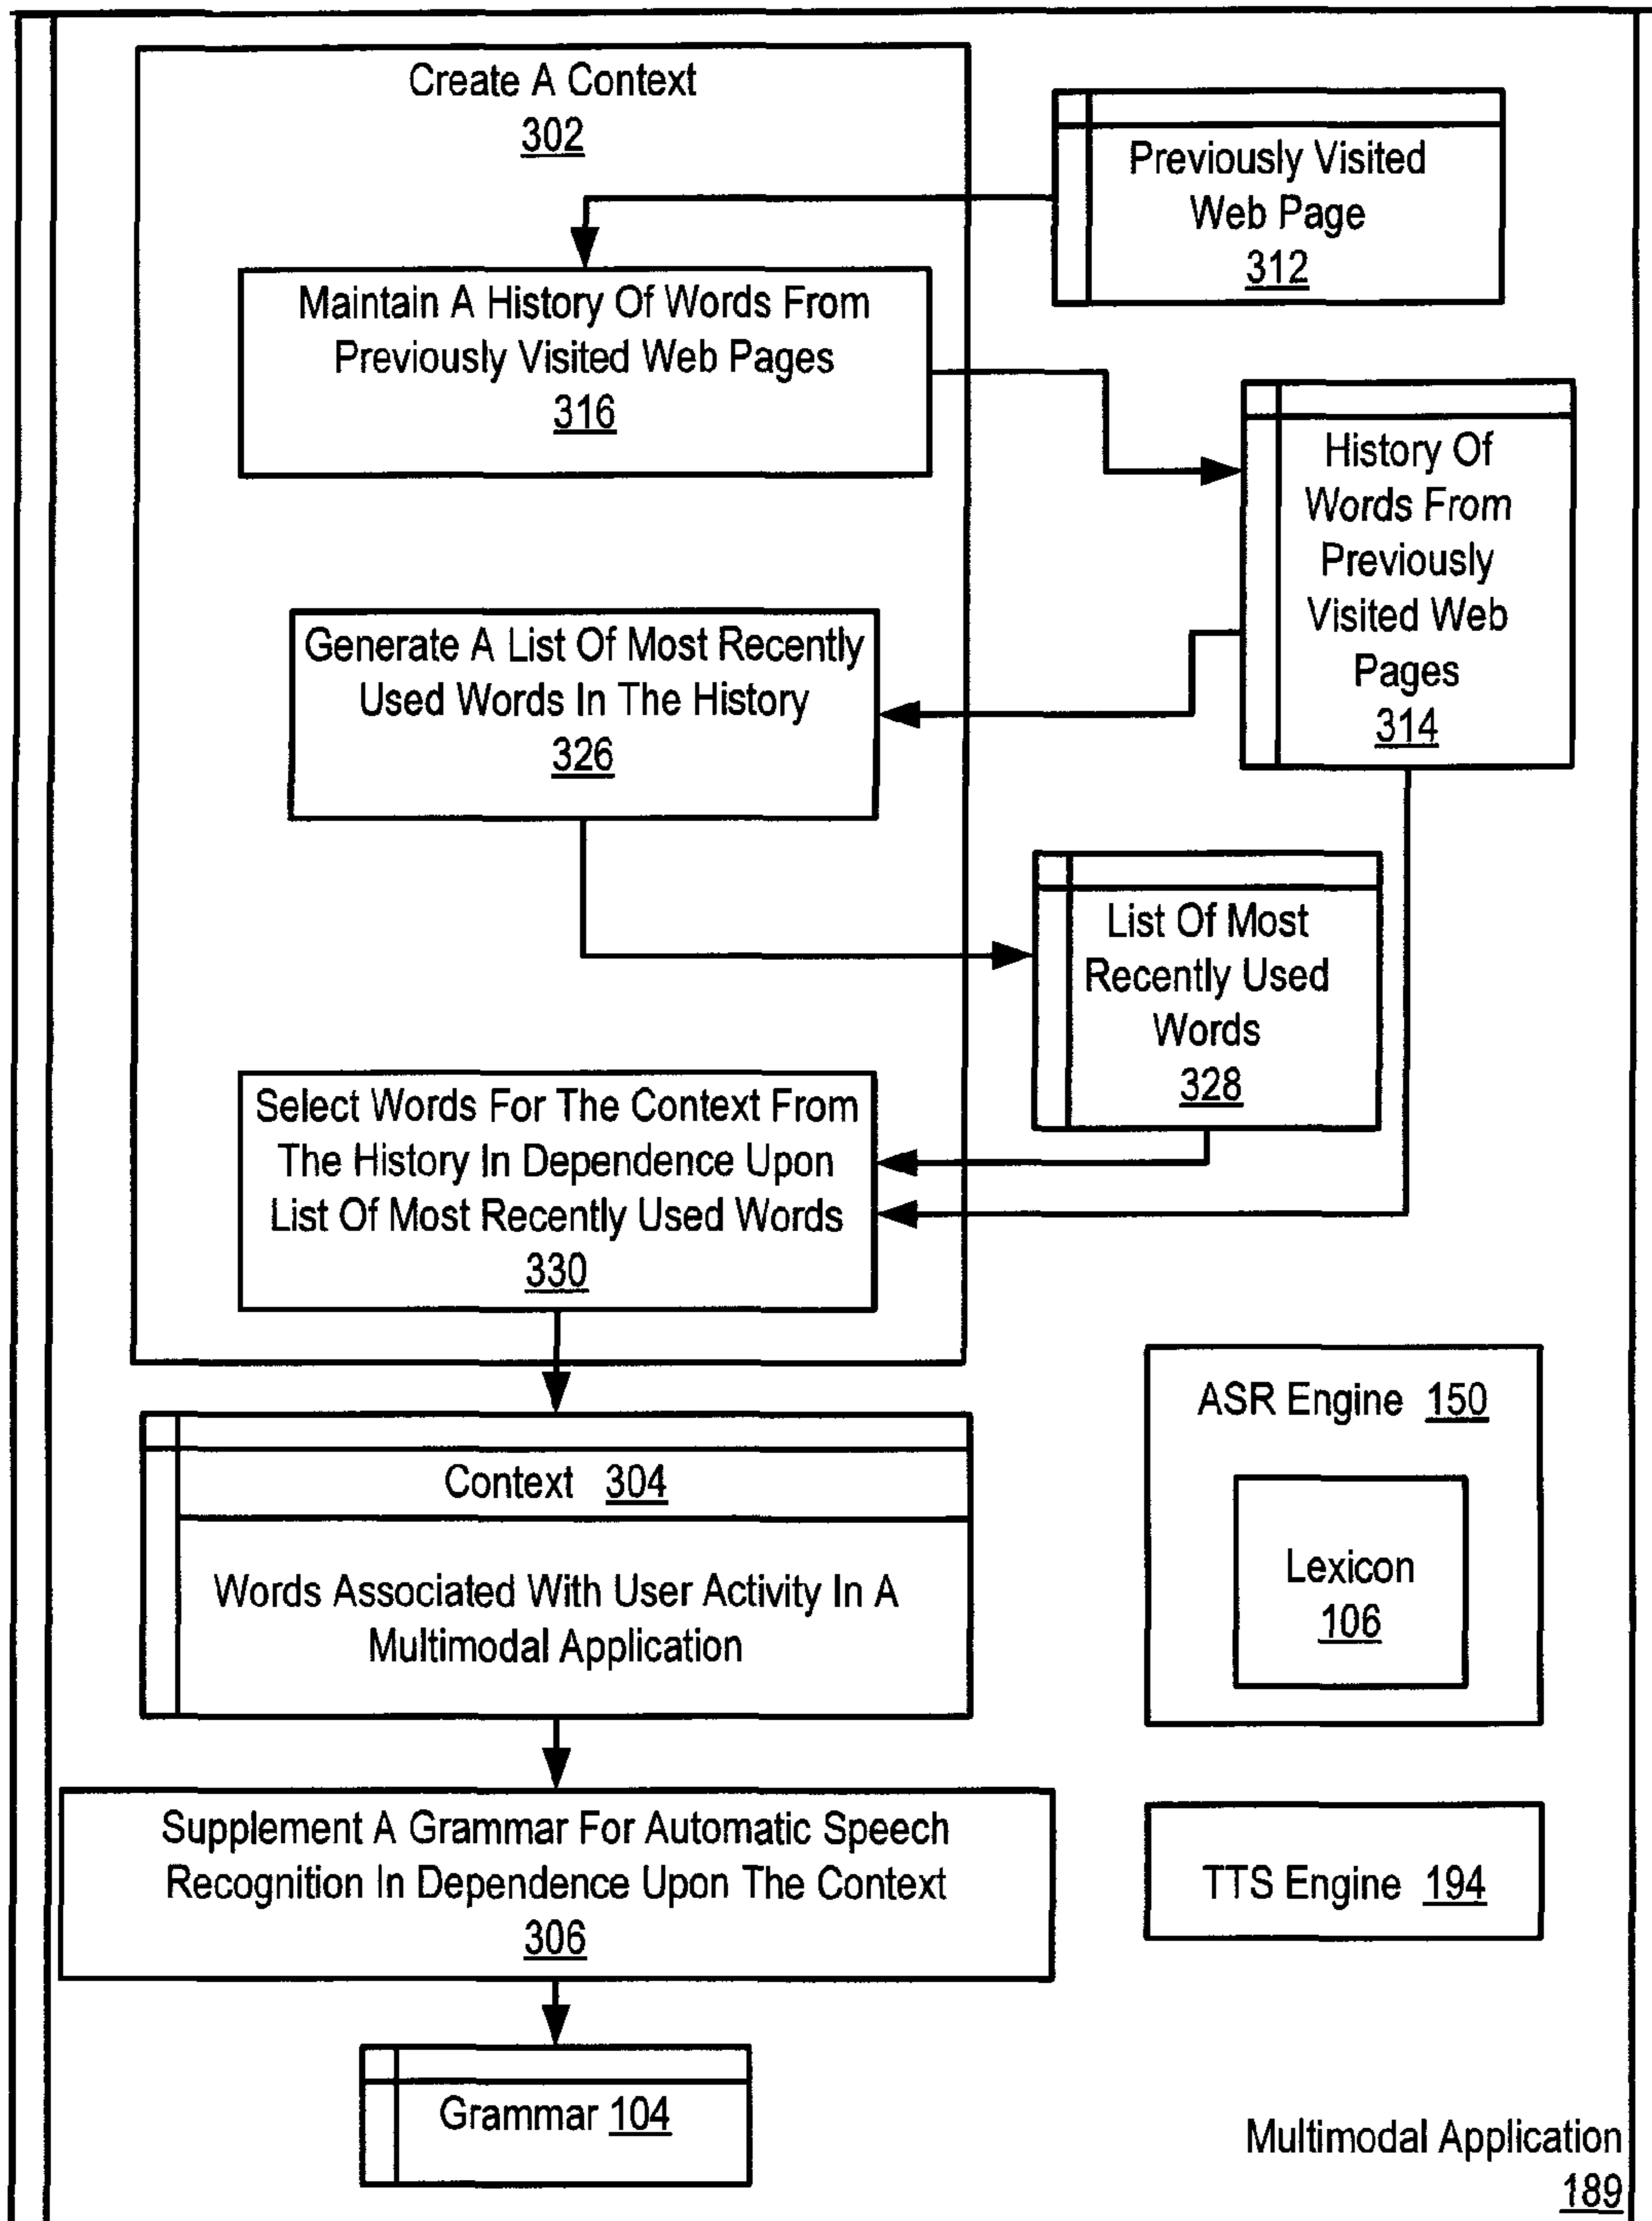 Create A Context
302
Previously Visited
Web Page
312
Maintain A History Of Words From
Previously Visited Web Pages
316
History Of
Words From
Previously
Visited Web
Pages
314
Generate A List Of Most Recently
Used Words In The History
326
List Of Most
Recently Used
Words
328
Select Words For The Context From
The History In Dependence Upon
List Of Most Recently Used Words
330
ASR Engine 150
Lexicon
106
Context 304
Words Associated With User Activity In A
Multimodal Application
Supplement A Grammar For Automatic Speech
Recognition In Dependence Upon The Context
306
TTS Engine 194
Grammar 104
Multimodal Application
189